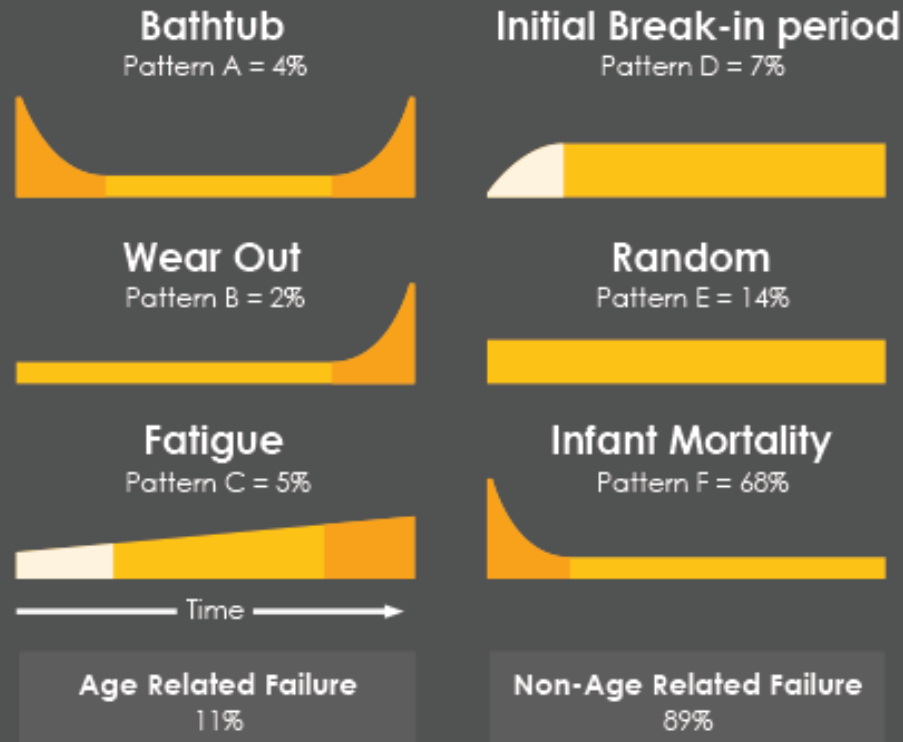 Bathtub
Pattern A = 4%
Initial Break-in period
Pattern D = 7%
Wear Out
Pattern B = 2%
Random
Pattern E = 14%
Fatigue
Pattern C = 5%
Infant Mortality
Pattern F = 68%
Time
Age Related Failure
11%
Non-Age Related Failure
89%